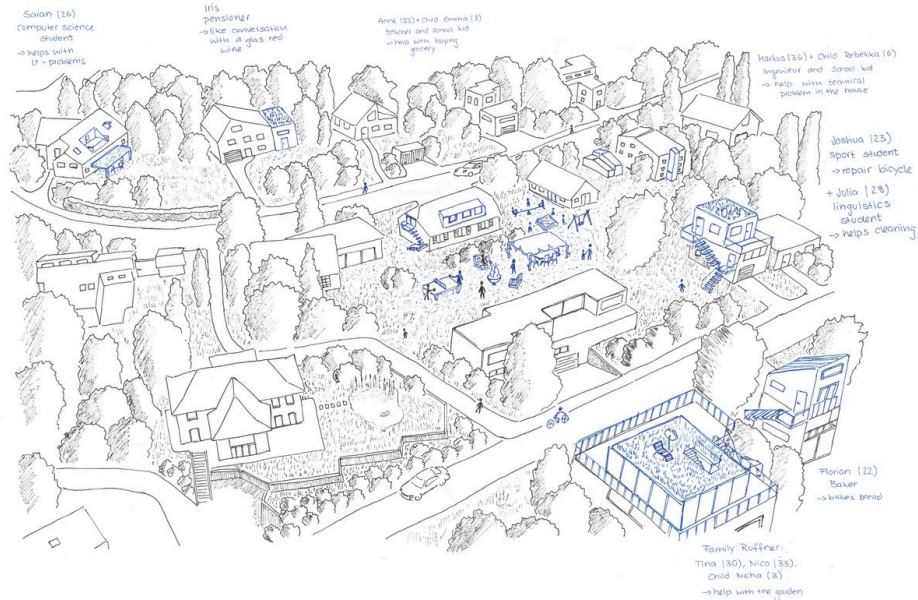 Saran (26)
computer science
student
→ helps with
IT-problems
Iris
pensioner
→ like conversation
with a glas red
wine
Anne (33) + Child Emma (3)
teacher and school kid
→ help with buying
grocery
Markus (36) + Child Rebekka (6)
Ingenieur and School kid
→ help with technical
problem in the house
Joshua (23)
sport student
→ repair bicycle
+ Julia (28)
linguistics
student
→ helps cleaning
Florian (22)
Baker
→ bakes bread
Family Ruffner:
Tina (30), Nico (33),
Child Noha (3)
→ help with the garden